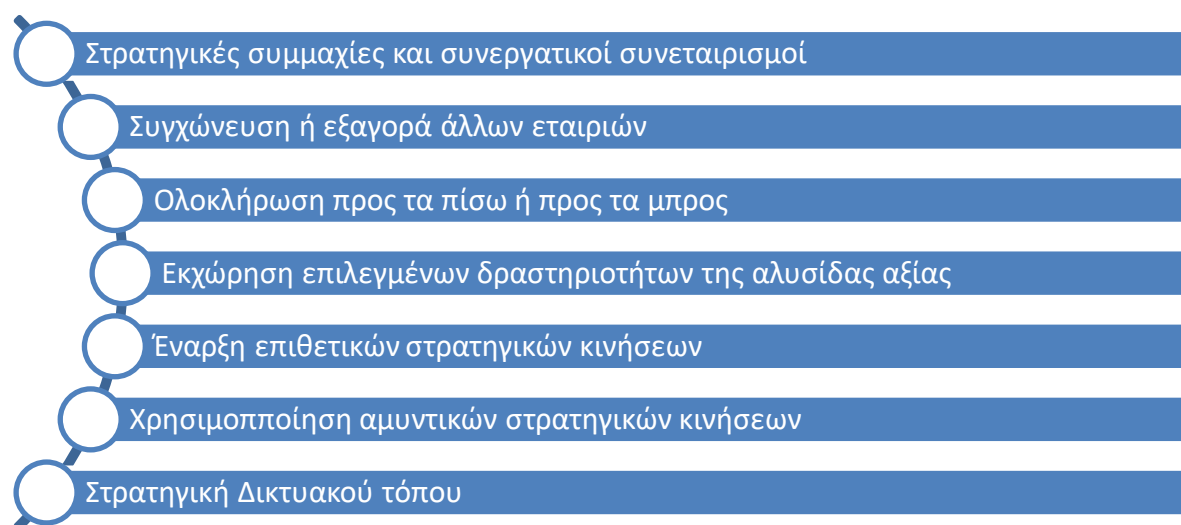 Στρατηγικές συμμαχίες και συνεργατικοί συνεταιρισμοί
Συγχώνευση ή εξαγορά άλλων εταιριών
Ολοκλήρωση προς τα πίσω ή προς τα μπρος
Εκχώρηση επιλεγμένων δραστηριοτήτων της αλυσίδας αξίας
Έναρξη επιθετικών στρατηγικών κινήσεων
Χρησιμοπποίηση αμυντικών στρατηγικών κινήσεων
Στρατηγική Δικτυακού τόπου